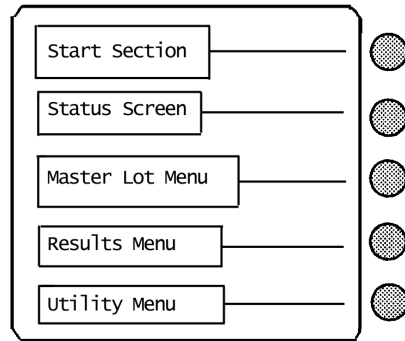 Start Section
Status Screen
Master Lot Menu
Results Menu
Utility Menu